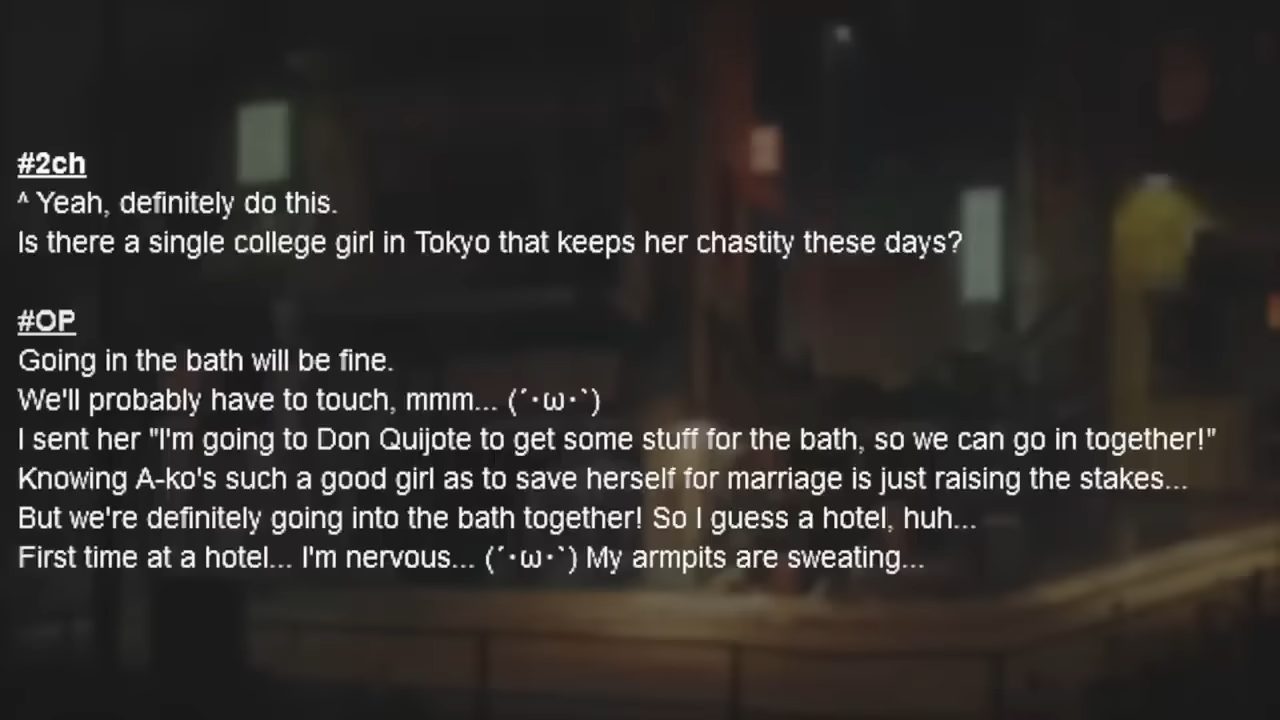 #2ch
^ Yeah, definitely do this.
Is there a single college girl in Tokyo that keeps her chastity these days?
#OP
Going in the bath will be fine.
We'll probably have to touch, mmm... (´･ω･`)
I sent her "I'm going to Don Quijote to get some stuff for the bath, so we can go in together!"
Knowing A-ko's such a good girl as to save herself for marriage is just raising the stakes...
But we're definitely going into the bath together! So I guess a hotel, huh...
First time at a hotel... I'm nervous... (´･ω･`) My armpits are sweating...